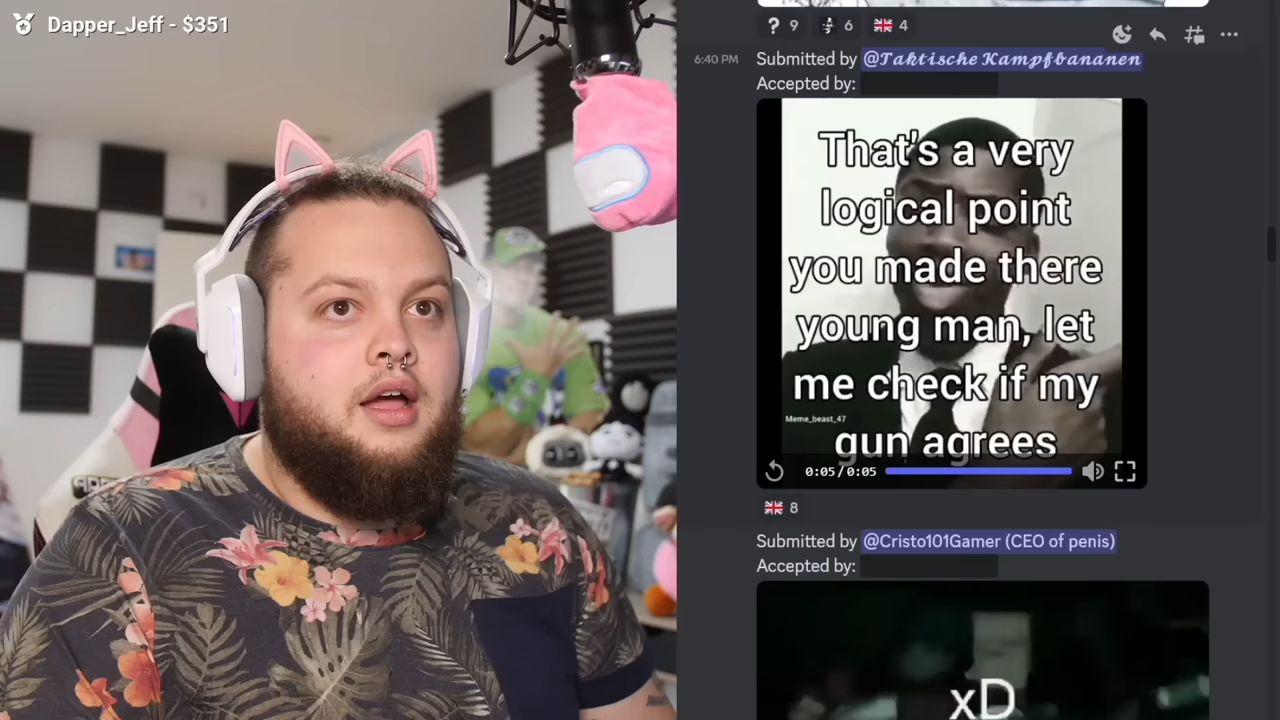 Dapper_Jeff - $351
9 6 4
6:40 PM
Submitted by @𝓣𝓪𝓴𝓽𝓲𝓼𝓬𝓱𝓮 𝓚𝓪𝓶𝓹𝓯𝓫𝓪𝓷𝓪𝓷𝓮𝓷
Accepted by:
That's a very
logical point
you made there
young man, let
me check if my
gun agrees
Meme_beast_47
0:05/0:05
8
Submitted by @Cristo101Gamer (CEO of penis)
Accepted by:
xD